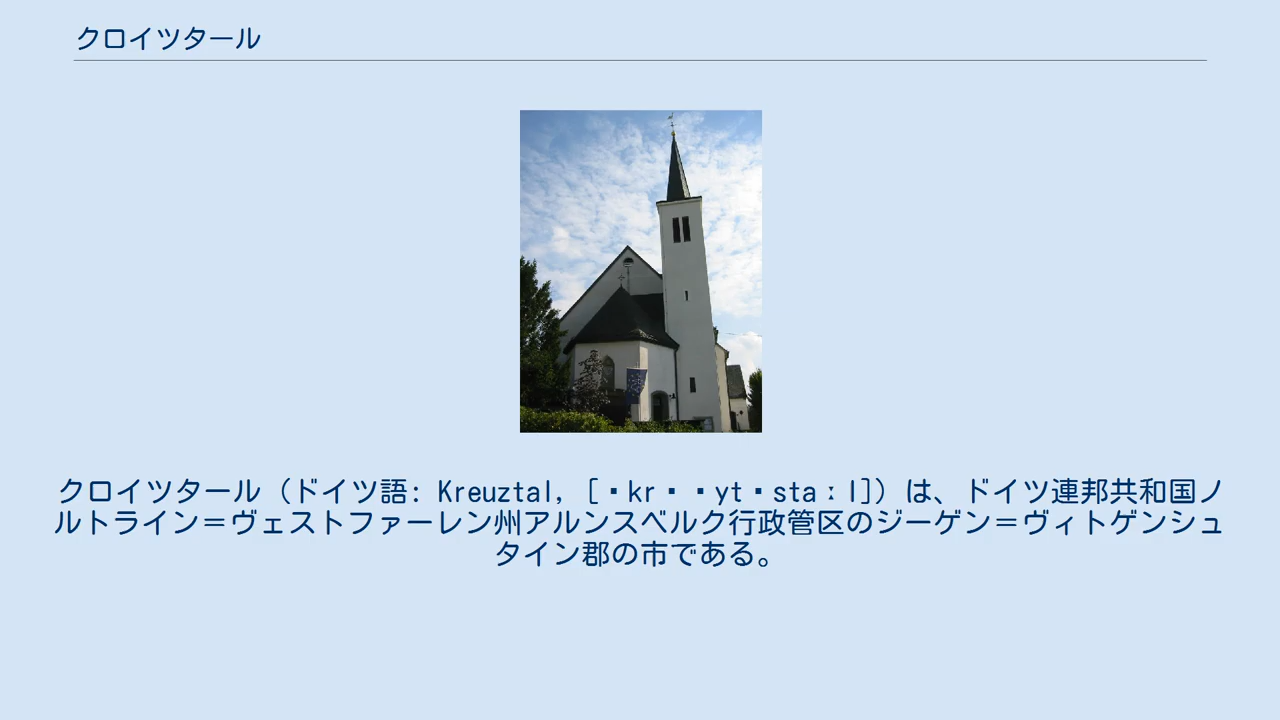 クロイツタール
クロイツタール（ドイツ語: Kreuztal, [▪kr▪▪yt▪staːl]）は、ドイツ連邦共和国ノ
ルトライン＝ヴェストファーレン州アルンスベルク行政管区のジーゲン＝ヴィトゲンシュ
タイン郡の市である。